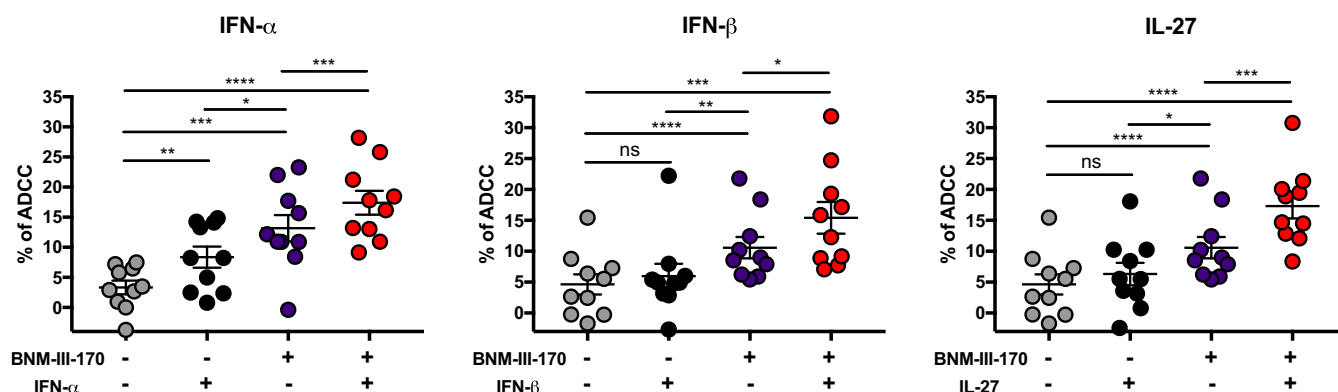 IFN-α
IFN-β
IL-27
***
****
*
***
**
% of ADCC
35
30
25
20
15
10
5
0
BNM-III-170 - - + +
IFN-α - + - +
*
***
**
****
ns
% of ADCC
35
30
25
20
15
10
5
0
BNM-III-170 - - + +
IFN-β - + - +
***
****
*
****
ns
% of ADCC
35
30
25
20
15
10
5
0
BNM-III-170 - - + +
IL-27 - + - +